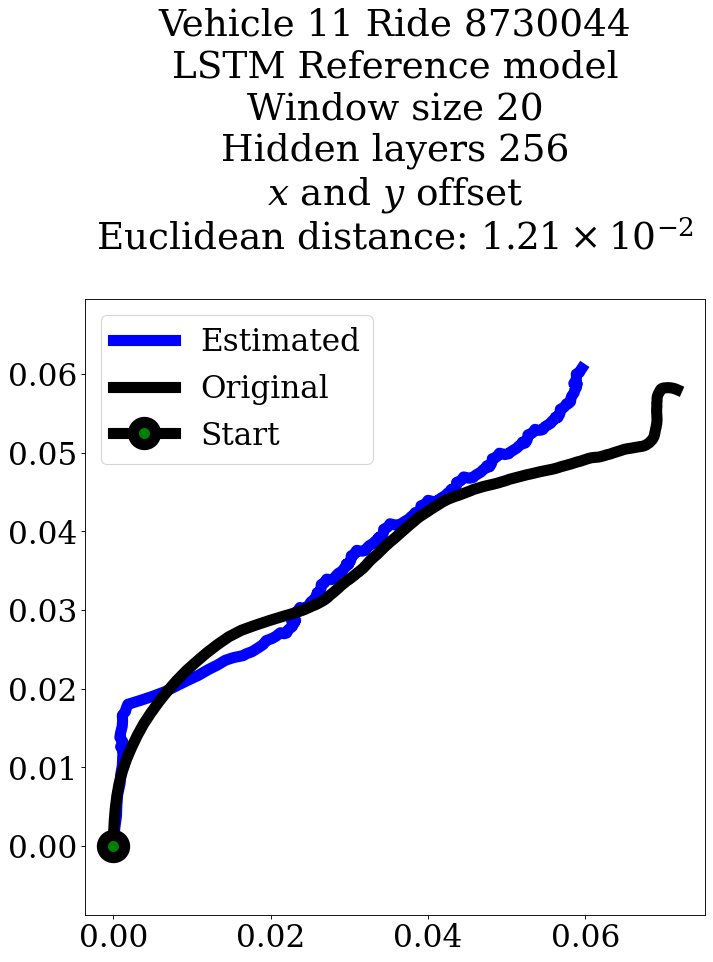 Vehicle 11 Ride 8730044
LSTM Reference model
Window size 20
Hidden layers 256
x and y offset
Euclidean distance: 1.21 × 10⁻²
Estimated
Original
Start
0.06
0.05
0.04
0.03
0.02
0.01
0.00
0.00 0.02 0.04 0.06